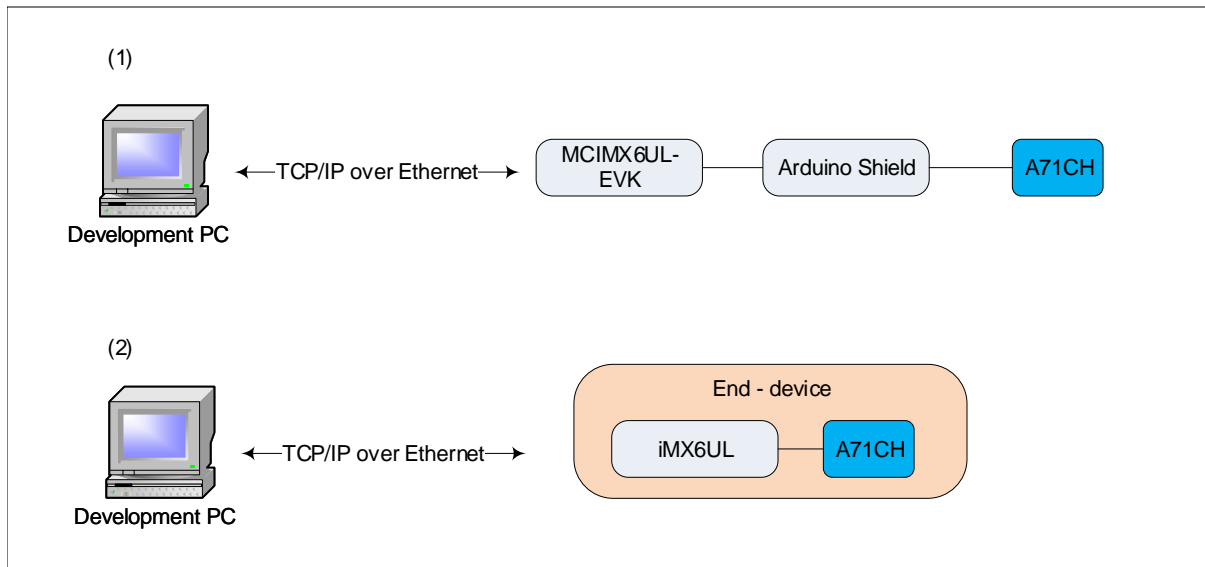 (1)
TCP/IP over Ethernet
MCIMX6UL-
EVK
Arduino Shield
A71CH
Development PC
(2)
End - device
TCP/IP over Ethernet
iMX6UL
A71CH
Development PC